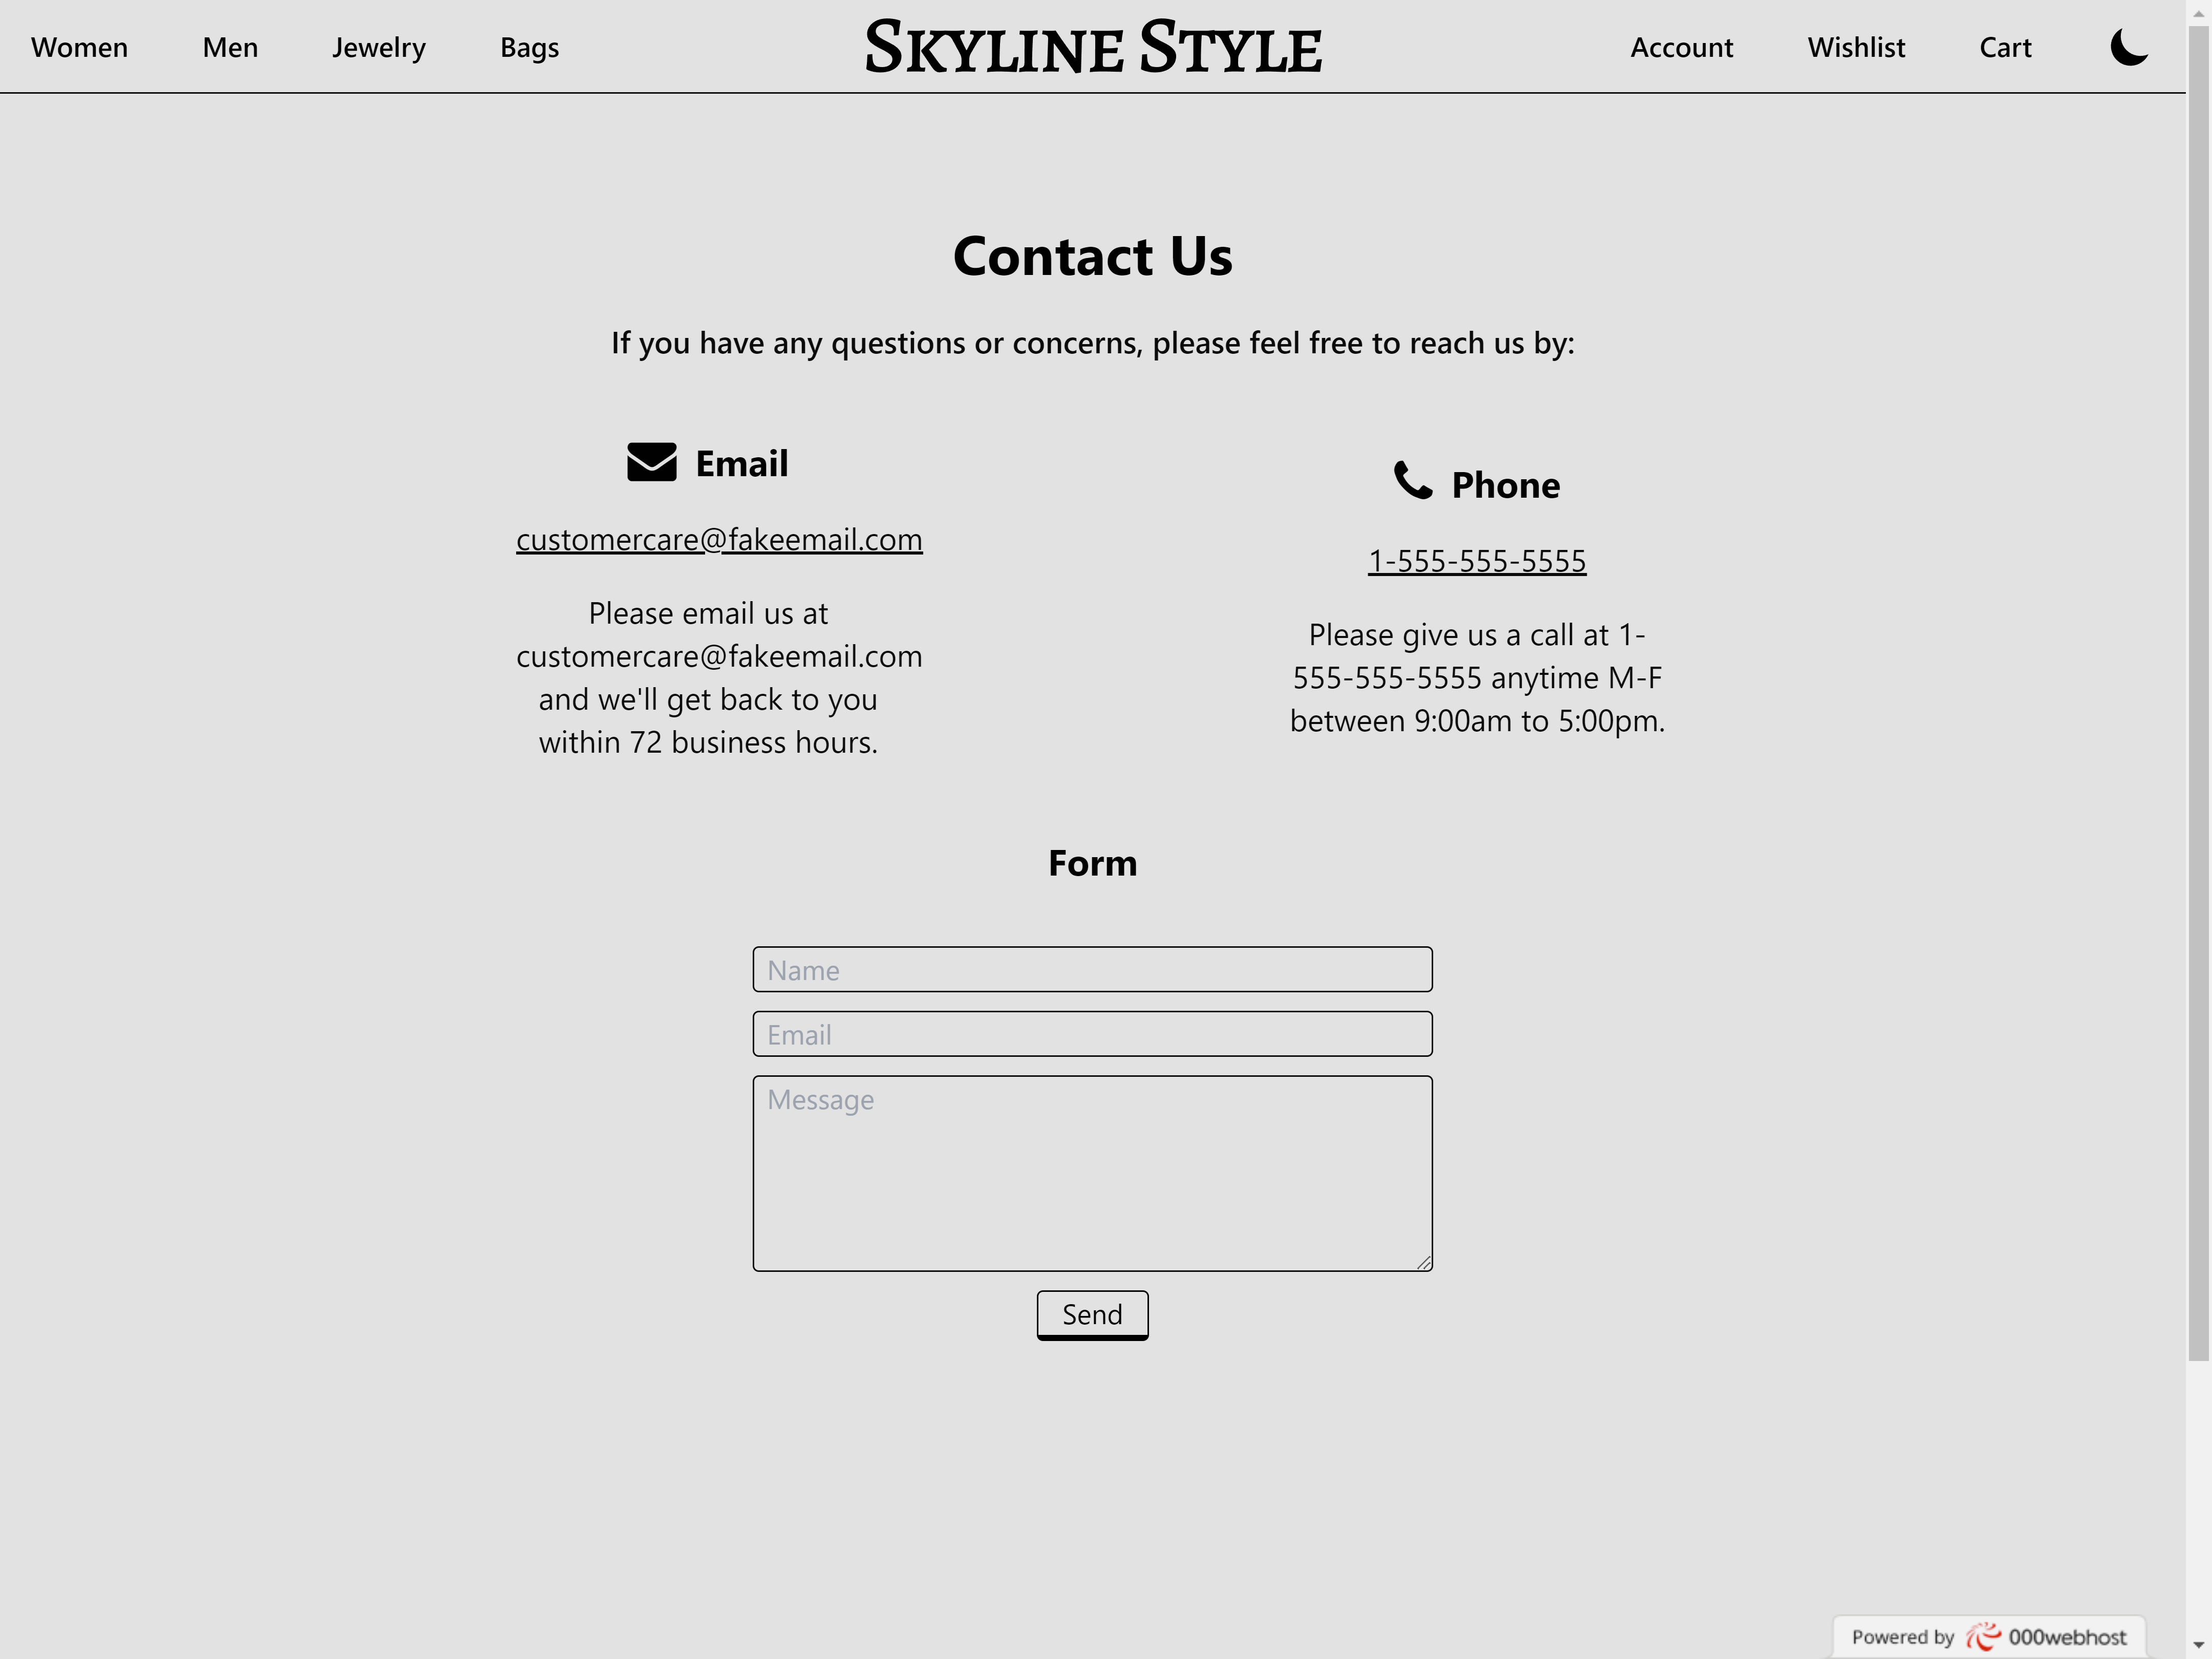 Women Men Jewelry Bags Skyline Style Account Wishlist Cart
Contact Us
If you have any questions or concerns, please feel free to reach us by:
Email
customercare@fakeemail.com
Please email us at
customercare@fakeemail.com
and we'll get back to you
within 72 business hours.
Phone
1-555-555-5555
Please give us a call at 1-
555-555-5555 anytime M-F
between 9:00am to 5:00pm.
Form
Name
Email
Message
Send
Powered by 000webhost